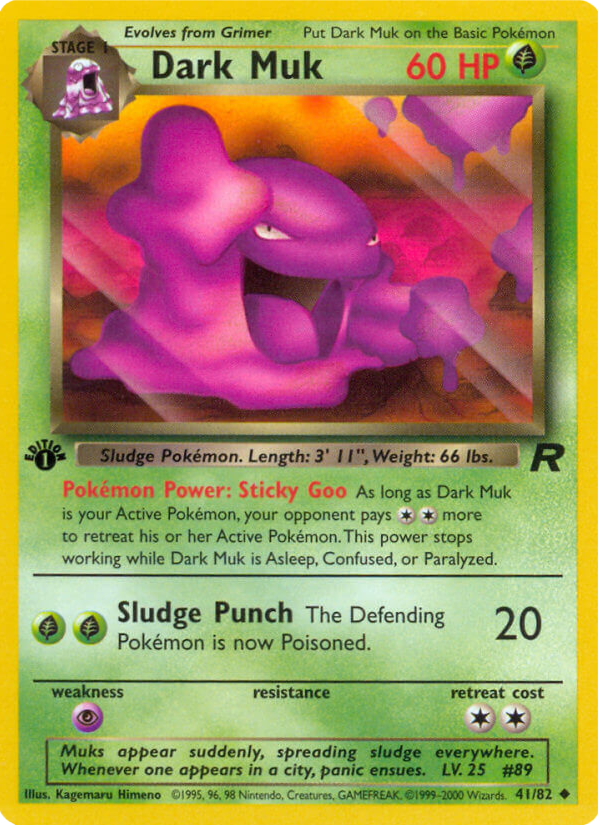 STAGE 1
Evolves from Grimer
Put Dark Muk on the Basic Pokémon
Dark Muk
60 HP
EDITION
1
Sludge Pokémon. Length: 3' 11", Weight: 66 lbs.
R
Pokémon Power: Sticky Goo As long as Dark Muk
is your Active Pokémon, your opponent pays more
to retreat his or her Active Pokémon. This power stops
working while Dark Muk is Asleep, Confused, or Paralyzed.
Sludge Punch The Defending
Pokémon is now Poisoned.
20
weakness
resistance
retreat cost
Muks appear suddenly, spreading sludge everywhere.
Whenever one appears in a city, panic ensues. LV. 25 #89
Illus. Kagemaru Himeno ©1995, 96, 98 Nintendo, Creatures, GAMEFREAK. ©1999-2000 Wizards. 41/82